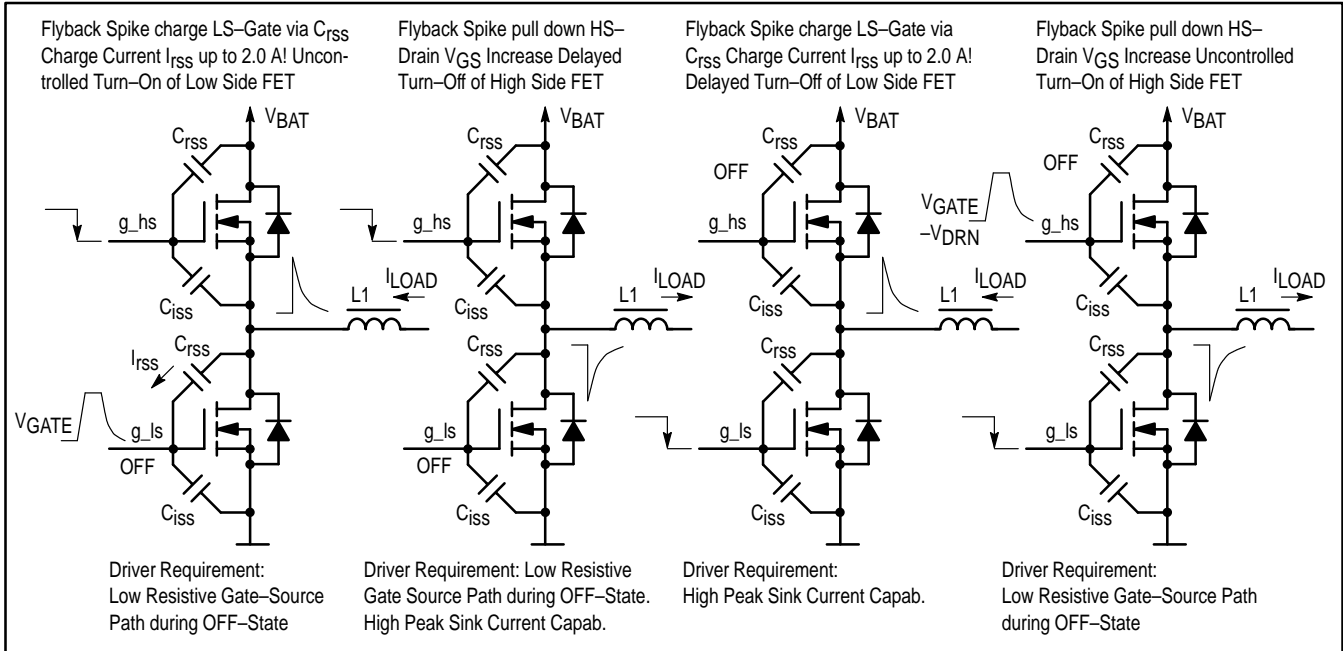 Flyback Spike charge LS–Gate via Crss
Charge Current Irss up to 2.0 A! Uncon-
trolled Turn–On of Low Side FET
Flyback Spike pull down HS–
Drain VGS Increase Delayed
Turn–Off of High Side FET
Flyback Spike charge LS–Gate via
Crss Charge Current Irss up to 2.0 A!
Delayed Turn–Off of Low Side FET
Flyback Spike pull down HS–
Drain VGS Increase Uncontrolled
Turn–On of High Side FET
VBAT
Crss
g_hs
Ciss
ILOAD
L1
Irss
Crss
VGATE
g_ls
OFF
Ciss
VBAT
Crss
g_hs
Ciss
ILOAD
L1
Crss
g_ls
OFF
Ciss
VBAT
Crss
OFF
g_hs
Ciss
ILOAD
L1
Crss
g_ls
Ciss
VBAT
Crss
OFF
VGATE
–VDRN
g_hs
Ciss
ILOAD
L1
Crss
g_ls
Ciss
Driver Requirement:
Low Resistive Gate–Source
Path during OFF–State
Driver Requirement: Low Resistive
Gate Source Path during OFF–State.
High Peak Sink Current Capab.
Driver Requirement:
High Peak Sink Current Capab.
Driver Requirement:
Low Resistive Gate–Source Path
during OFF–State